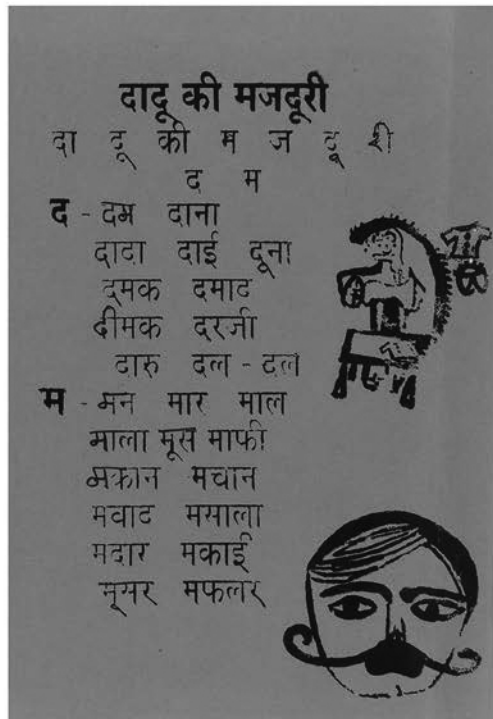 दादू की मजदूरी
दा दू की म ज दू री
द म
द - दम दाना
दादा दाई दूना
दमक दमाद
दीमक दरजी
दारु दल - दल
म - मन मार माल
माला मूस माफी
मकान मचान
मवाद मसाला
मदार मकाई
मूसर मफलर